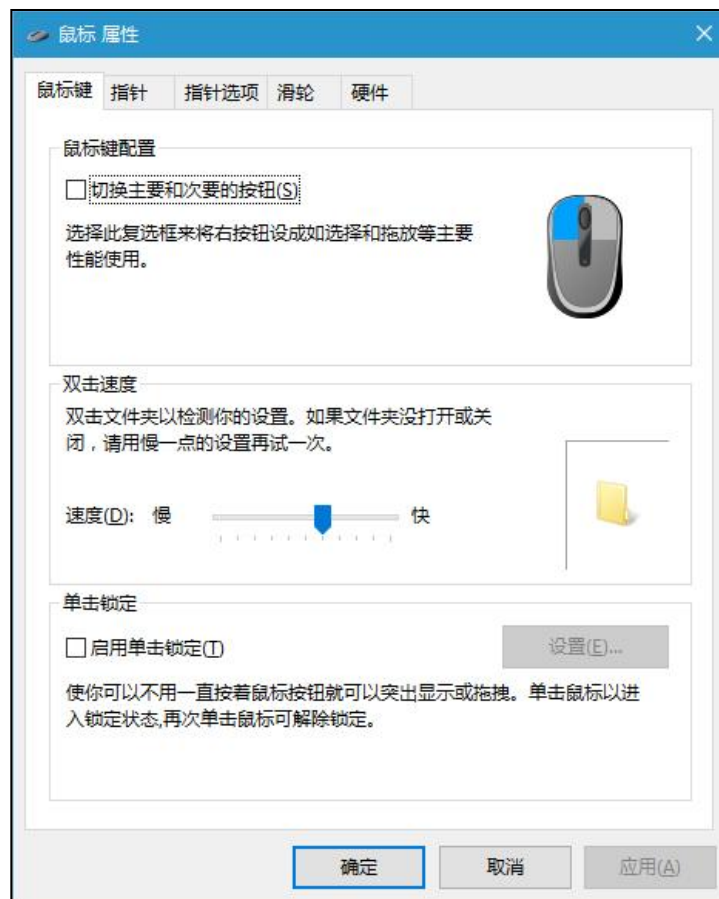 鼠标 属性
鼠标键 指针 指针选项 滑轮 硬件
鼠标键配置
切换主要和次要的按钮(S)
选择此复选框来将右按钮设成如选择和拖放等主要
性能使用。
双击速度
双击文件夹以检测你的设置。如果文件夹没打开或关
闭，请用慢一点的设置再试一次。
速度(D): 慢 快
单击锁定
启用单击锁定(T) 设置(E)...
使你可以不用一直按着鼠标按钮就可以突出显示或拖拽。单击鼠标以进
入锁定状态,再次单击鼠标可解除锁定。
确定 取消 应用(A)